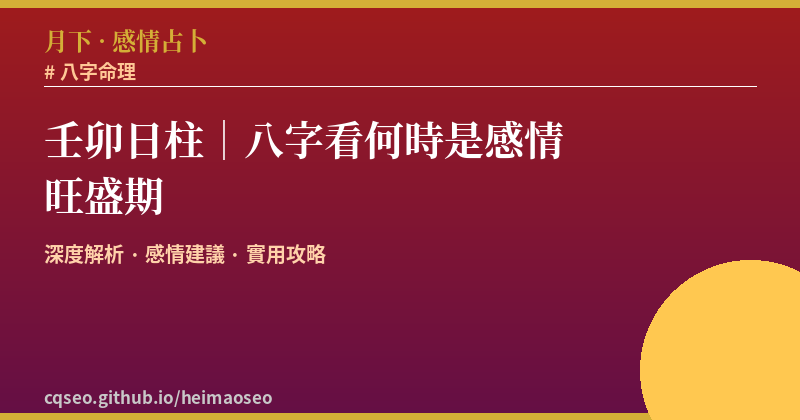 月下 · 感情占卜
# 八字命理
壬卯日柱｜八字看何時是感情
旺盛期
深度解析 · 感情建議 · 實用攻略
cqseo.github.io/heimaoseo